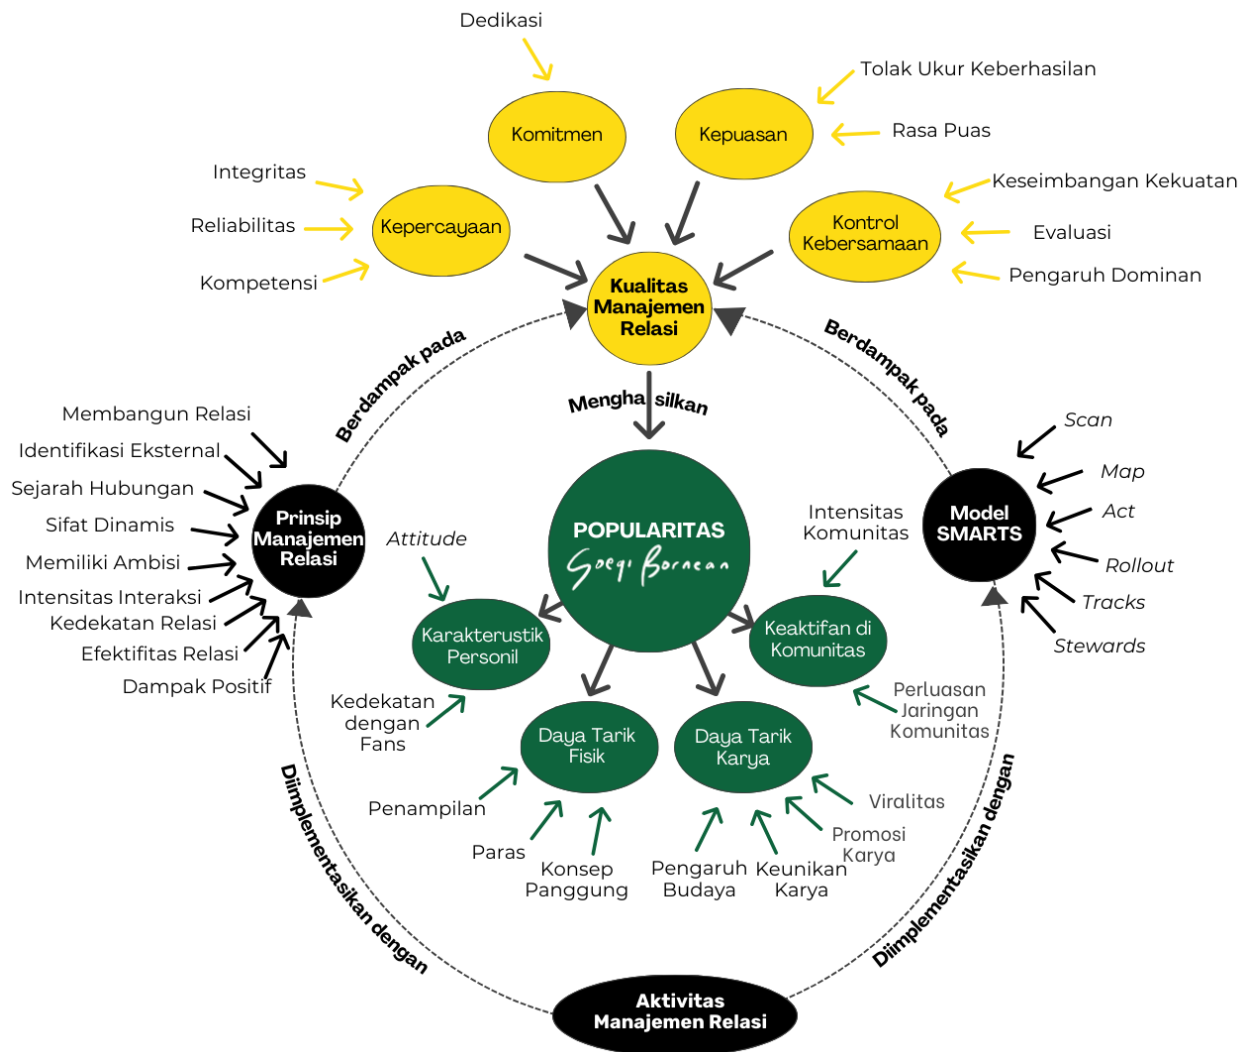 Dedikasi
Tolak Ukur Keberhasilan
Komitmen
Kepuasan
Rasa Puas
Integritas
Keseimbangan Kekuatan
Reliabilitas
Kepercayaan
Kontrol
Kebersamaan
Evaluasi
Kompetensi
Pengaruh Dominan
Kualitas
Manajemen
Relasi
Berdampak pada
Berdampak pada
Menghasilkan
Membangun Relasi
Identifikasi Eksternal
Sejarah Hubungan
Sifat Dinamis
Memiliki Ambisi
Intensitas Interaksi
Kedekatan Relasi
Efektifitas Relasi
Dampak Positif
Prinsip
Manajemen
Relasi
Scan
Map
Act
Rollout
Tracks
Stewards
Model
SMARTS
POPULARITAS
Soegi Bornean
Attitude
Karakterustik
Personil
Kedekatan
dengan
Fans
Intensitas
Komunitas
Keaktifan di
Komunitas
Perluasan
Jaringan
Komunitas
Daya Tarik
Fisik
Penampilan
Paras
Konsep
Panggung
Daya Tarik
Karya
Pengaruh
Budaya
Keunikan
Karya
Promosi
Karya
Viralitas
Diimplementasikan dengan
Diimplementasikan dengan
Aktivitas
Manajemen Relasi